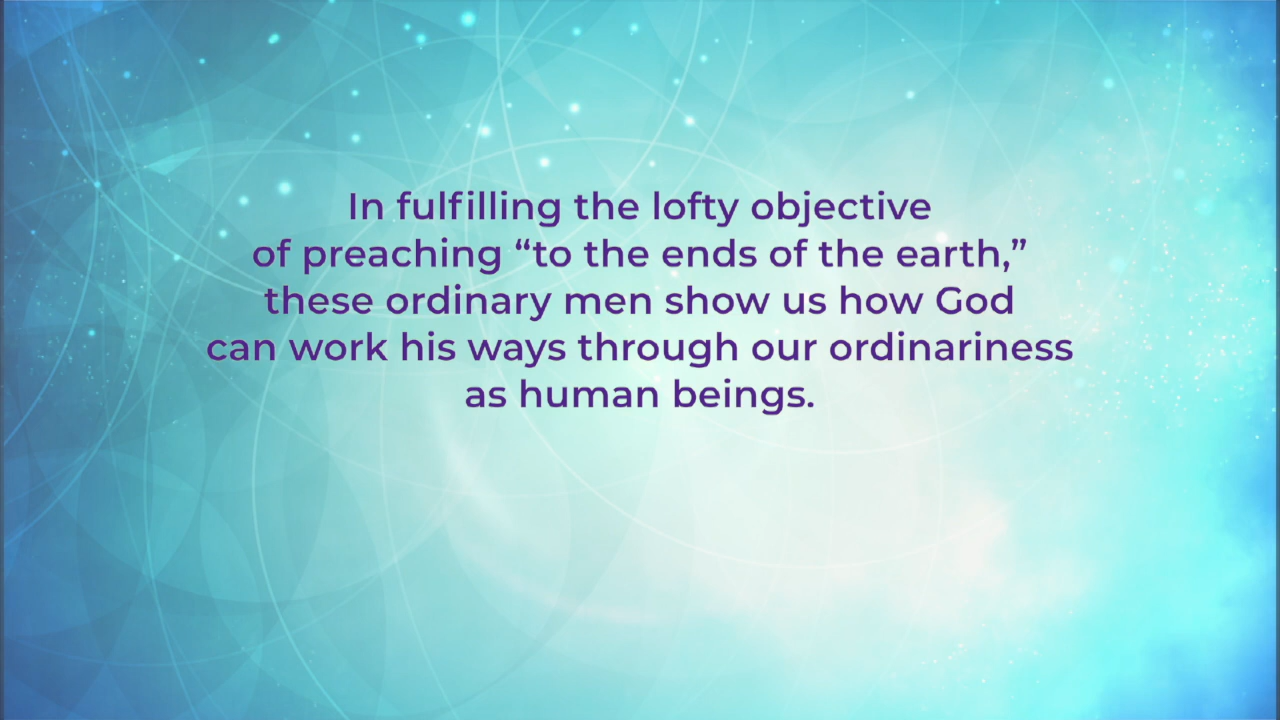 In fulfilling the lofty objective
of preaching “to the ends of the earth,”
these ordinary men show us how God
can work his ways through our ordinariness
as human beings.